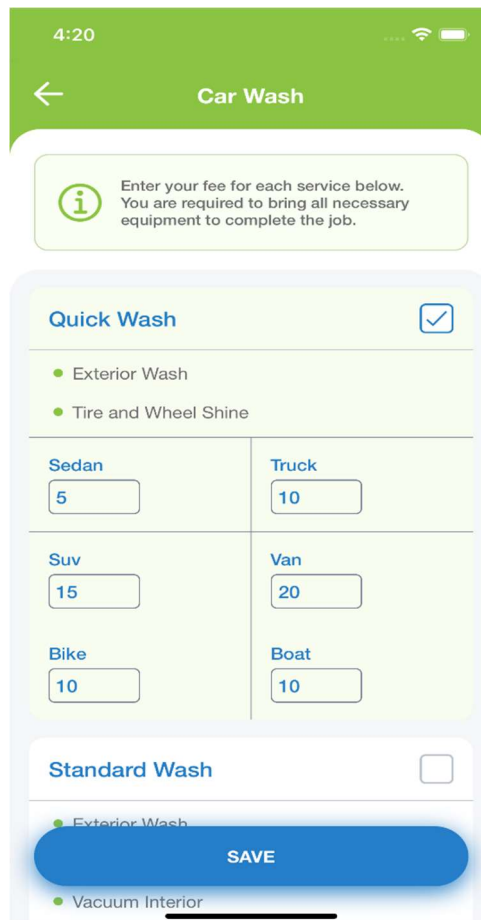 4:20
Car Wash
Enter your fee for each service below.
You are required to bring all necessary
equipment to complete the job.
Quick Wash
Exterior Wash
Tire and Wheel Shine
Sedan Truck
5 10
Suv Van
15 20
Bike Boat
10 10
Standard Wash
Exterior Wash
SAVE
Vacuum Interior